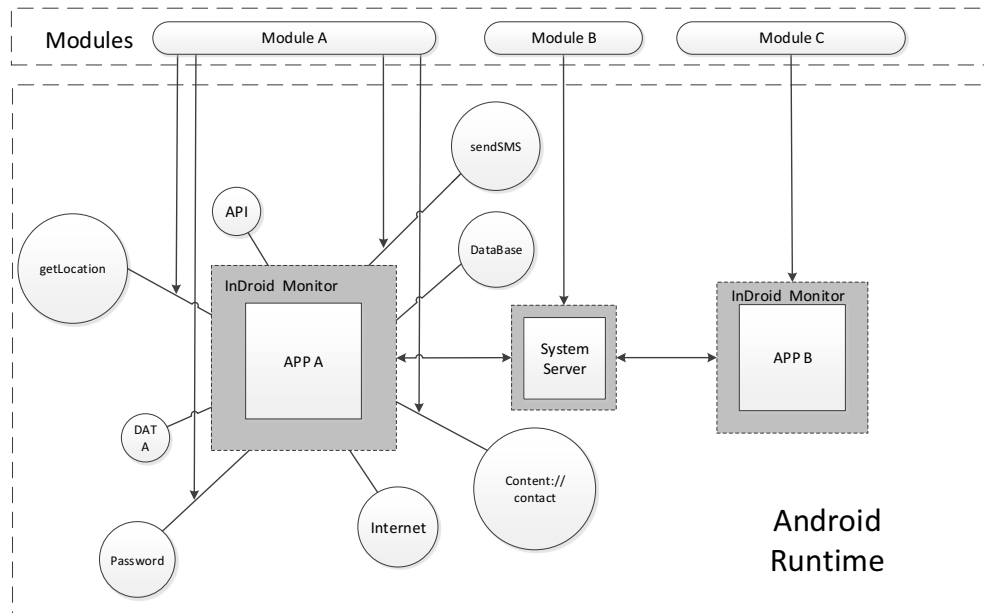 Modules
Module A
Module B
Module C
sendSMS
API
DataBase
getLocation
InDroid Monitor
APP A
System
Server
InDroid Monitor
APP B
DAT
A
Content://
contact
Internet
Password
Android
Runtime